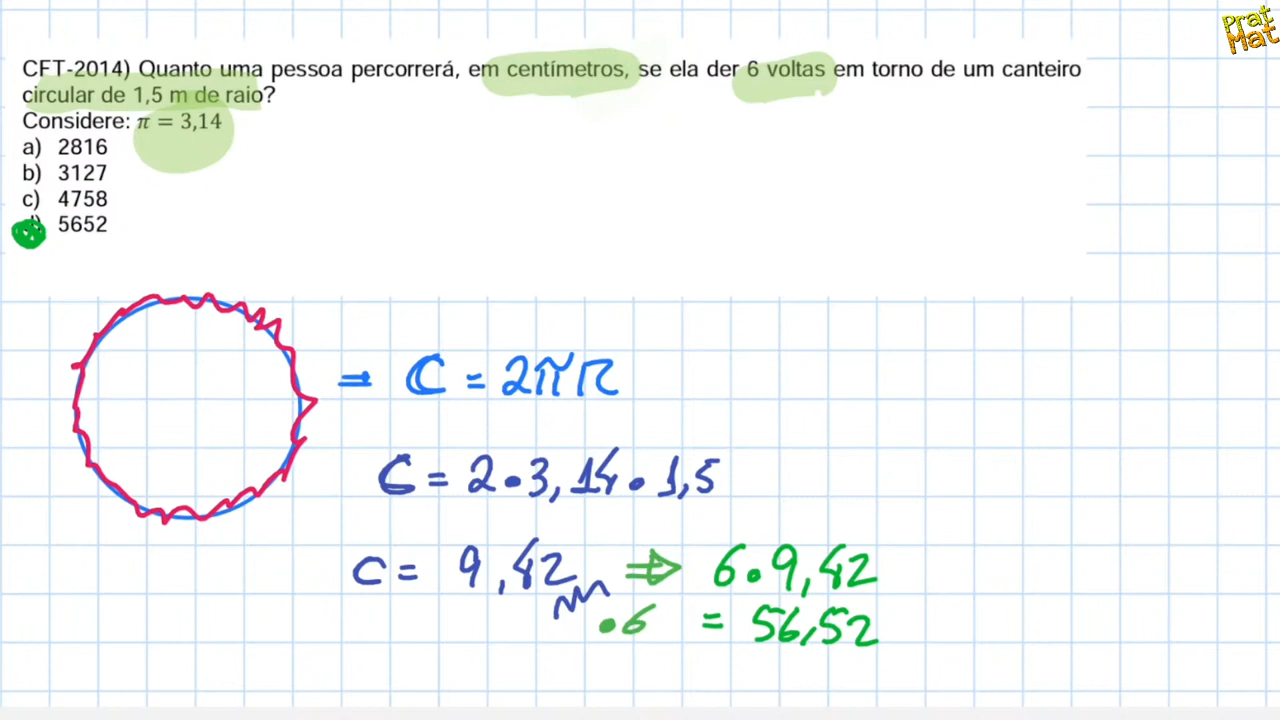 Prat
Mat
CFT-2014) Quanto uma pessoa percorrerá, em centímetros, se ela der 6 voltas em torno de um canteiro
circular de 1,5 m de raio?
Considere: π = 3,14
a) 2816
b) 3127
c) 4758
5652
⇒ C = 2πR
C = 2 • 3,14 • 1,5
C = 9,42 m ⇒ 6 • 9,42
• 6 = 56,52